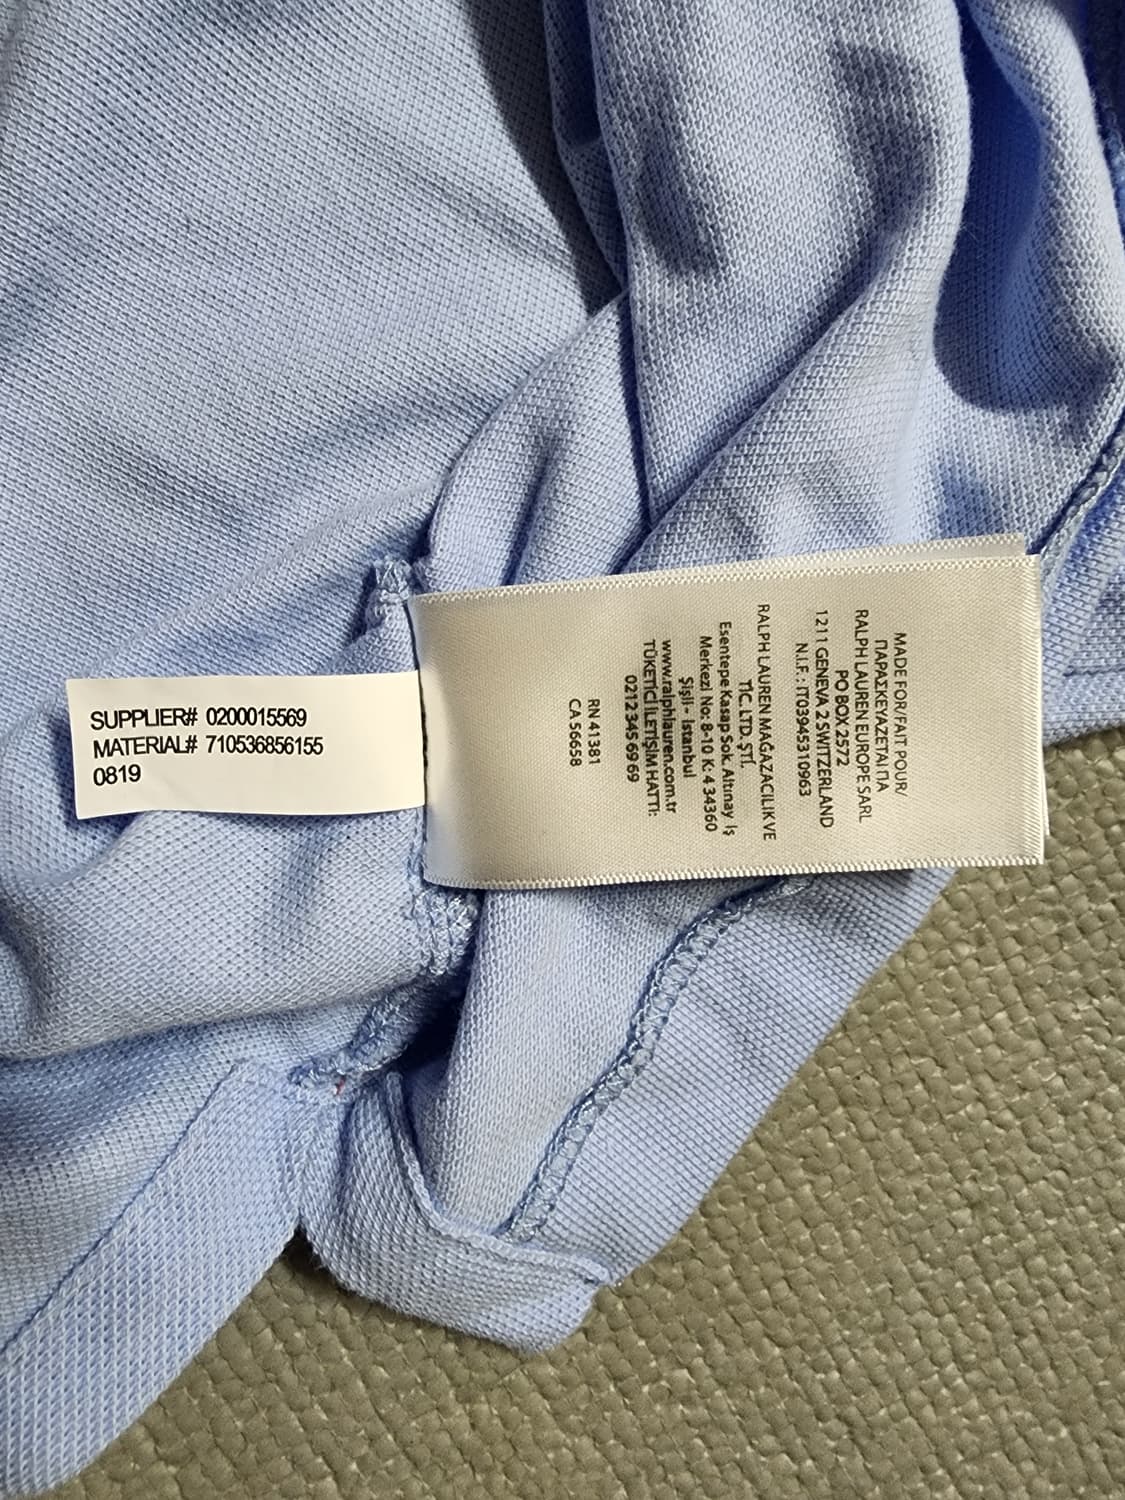 SUPPLIER# 0200015569
MATERIAL# 710536856155
0819
MADE FOR/FAIT POUR/
ΠΑΡΑΣΚΕΥΑΖΕΤΑΙ ΓΙΑ
RALPH LAUREN EUROPE SARL
PO BOX 2572
1211 GENEVA 2 SWITZERLAND
N.I.F. : IT03945310963
RALPH LAUREN MAĞAZACILIK VE
TİC. LTD. ŞTİ.
Esentepe Kasap Sok. Altınay İş
Merkezi No: 8-10 K: 4 34360
Şişli - İstanbul
www.ralphlauren.com.tr
TÜKETİCİ İLETİŞİM HATTI:
0212 345 69 69
RN 41381
CA 56658